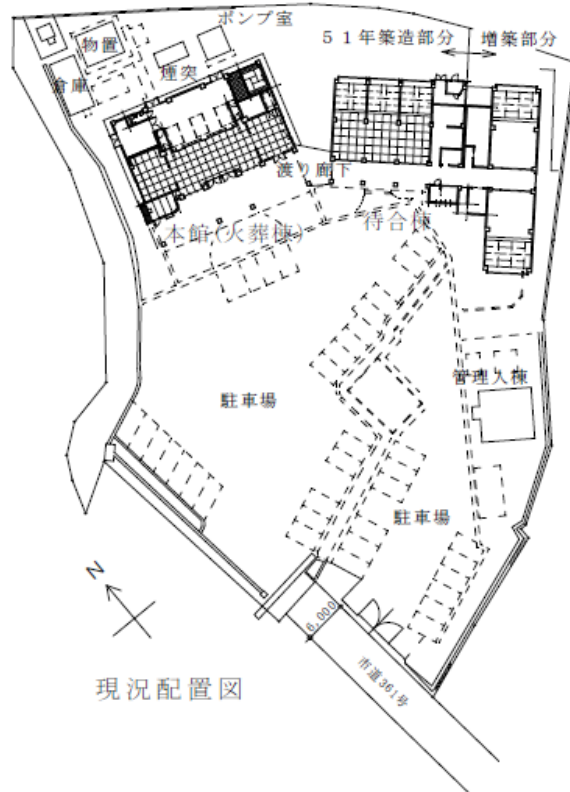 ポンプ室
物置
51年築造部分
増築部分
倉庫
煙突
渡り廊下
本館(火葬棟)
待合棟
管理人棟
駐車場
駐車場
N
6,000
市道361号
現況配置図